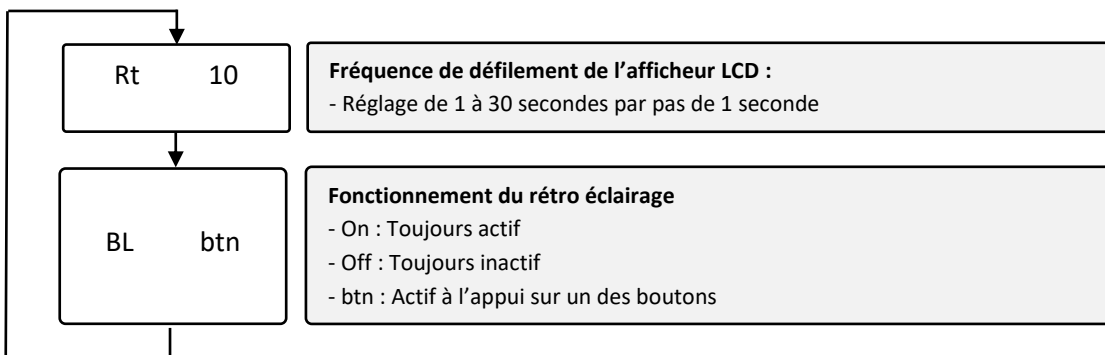 Rt 10
Fréquence de défilement de l’afficheur LCD :
- Réglage de 1 à 30 secondes par pas de 1 seconde
BL btn
Fonctionnement du rétro éclairage
- On : Toujours actif
- Off : Toujours inactif
- btn : Actif à l’appui sur un des boutons